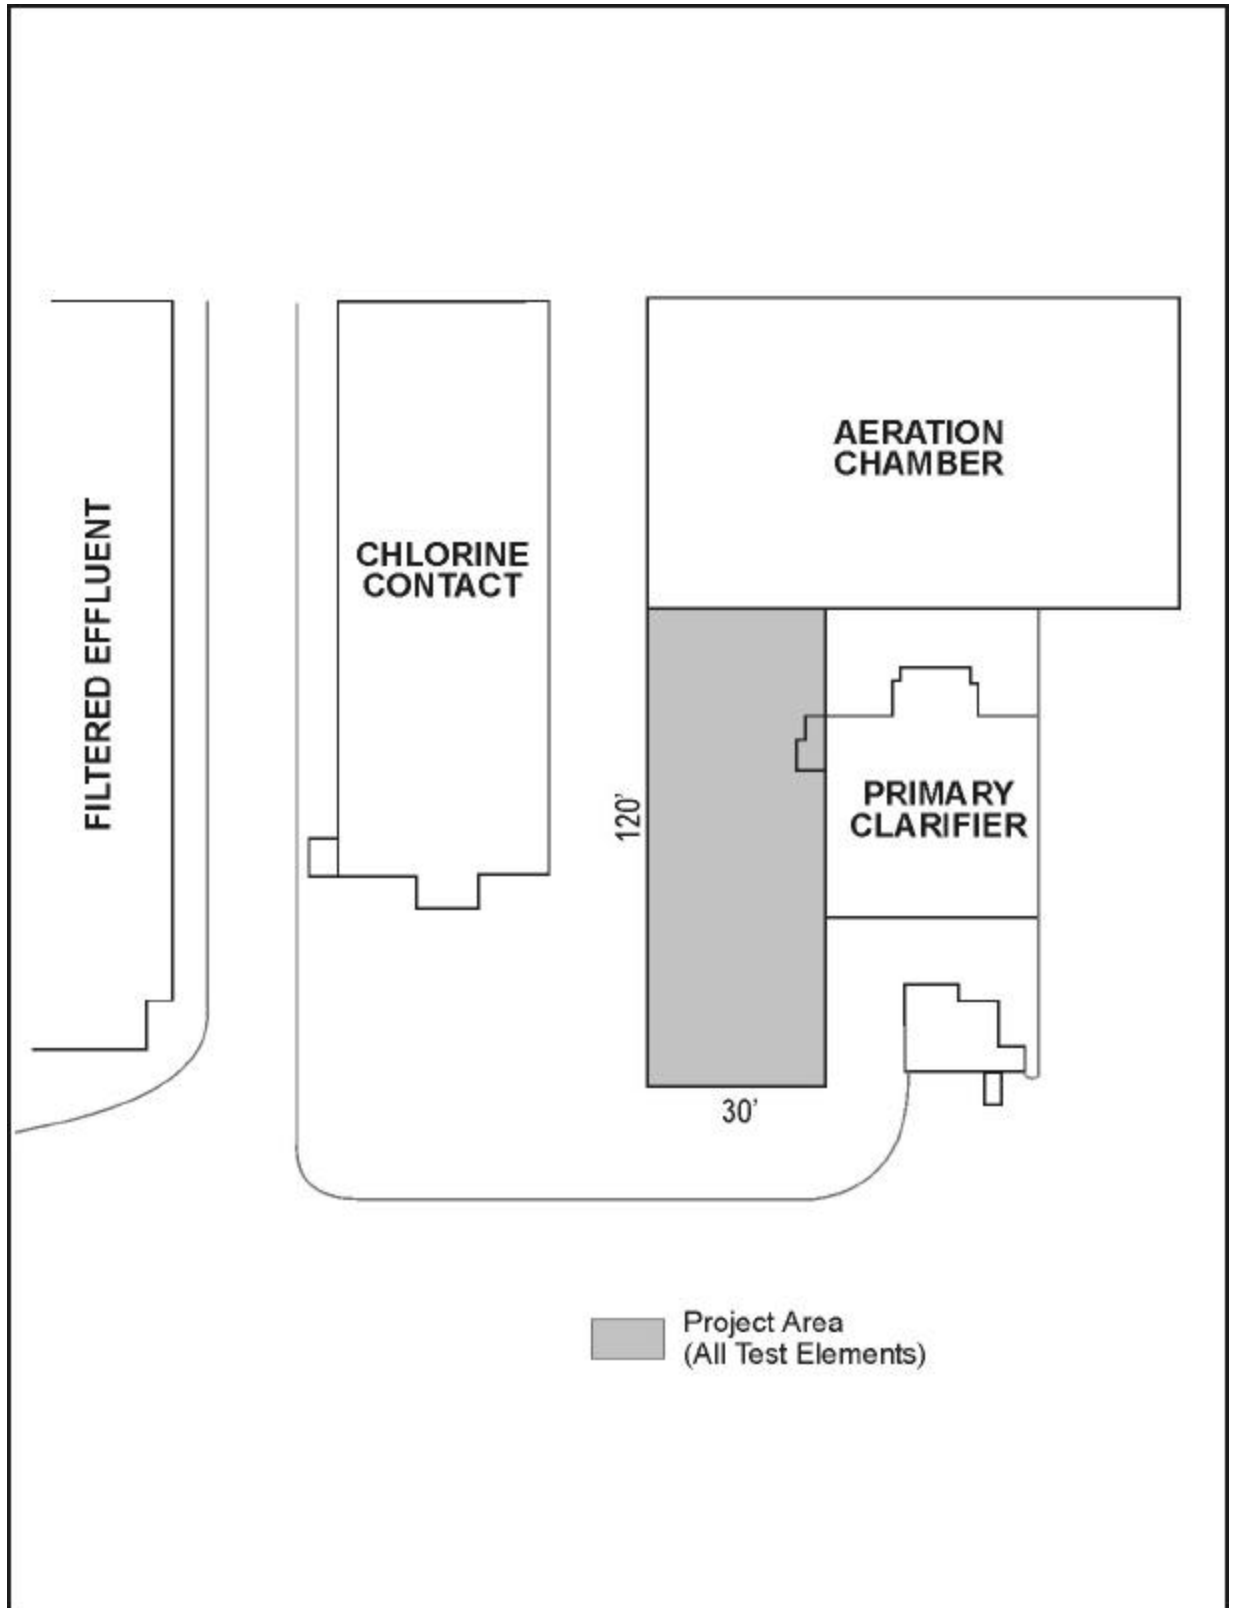 AERATION
CHAMBER
FILTERED EFFLUENT
CHLORINE
CONTACT
PRIMARY
CLARIFIER
120’
30’
Project Area
(All Test Elements)